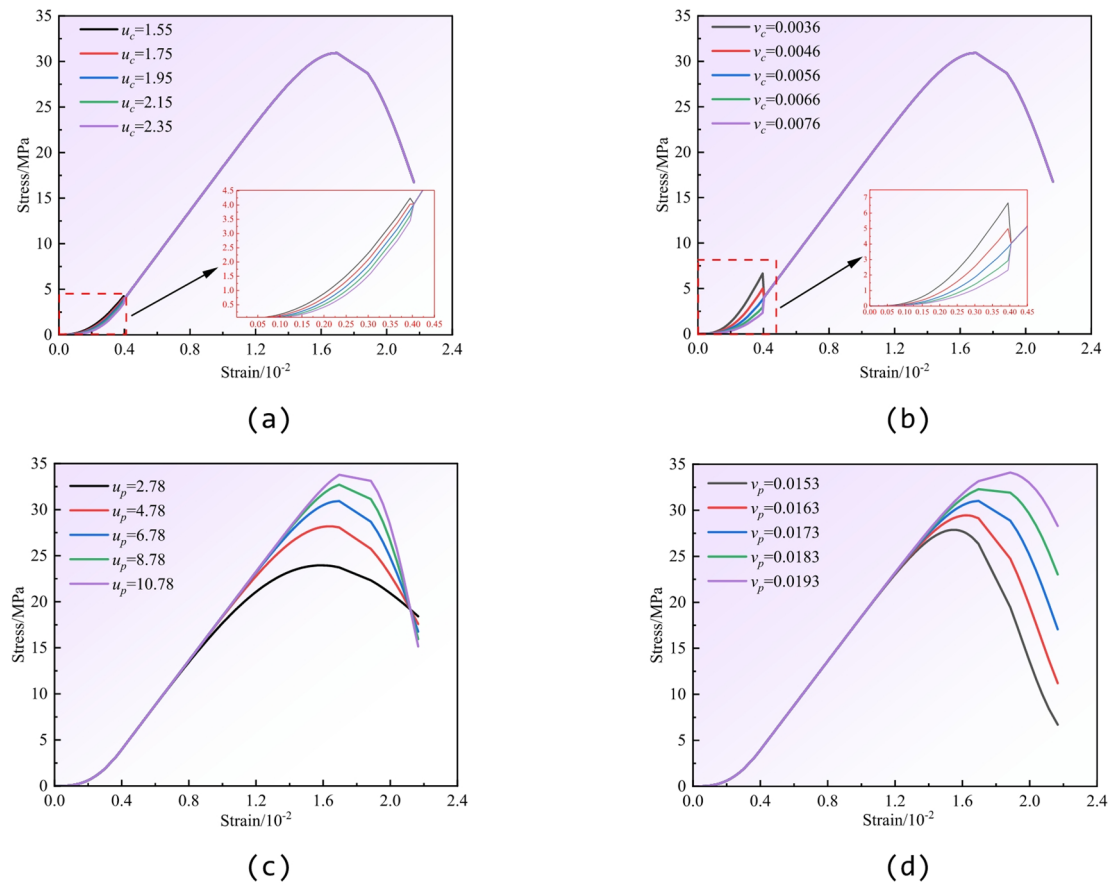 35
30
25
20
15
10
5
0
Stress/MPa
u_c=1.55
u_c=1.75
u_c=1.95
u_c=2.15
u_c=2.35
4.5
4.0
3.5
3.0
2.5
2.0
1.5
1.0
0.5
0.05 0.10 0.15 0.20 0.25 0.30 0.35 0.40 0.45
0.0 0.4 0.8 1.2 1.6 2.0 2.4
Strain/10^-2
(a)
35
30
25
20
15
10
5
0
Stress/MPa
v_c=0.0036
v_c=0.0046
v_c=0.0056
v_c=0.0066
v_c=0.0076
7
6
5
4
3
2
1
0
0.00 0.05 0.10 0.15 0.20 0.25 0.30 0.35 0.40 0.45
0.0 0.4 0.8 1.2 1.6 2.0 2.4
Strain/10^-2
(b)
35
30
25
20
15
10
5
0
Stress/MPa
u_p=2.78
u_p=4.78
u_p=6.78
u_p=8.78
u_p=10.78
0.0 0.4 0.8 1.2 1.6 2.0 2.4
Strain/10^-2
(c)
35
30
25
20
15
10
5
0
Stress/MPa
v_p=0.0153
v_p=0.0163
v_p=0.0173
v_p=0.0183
v_p=0.0193
0.0 0.4 0.8 1.2 1.6 2.0 2.4
Strain/10^-2
(d)